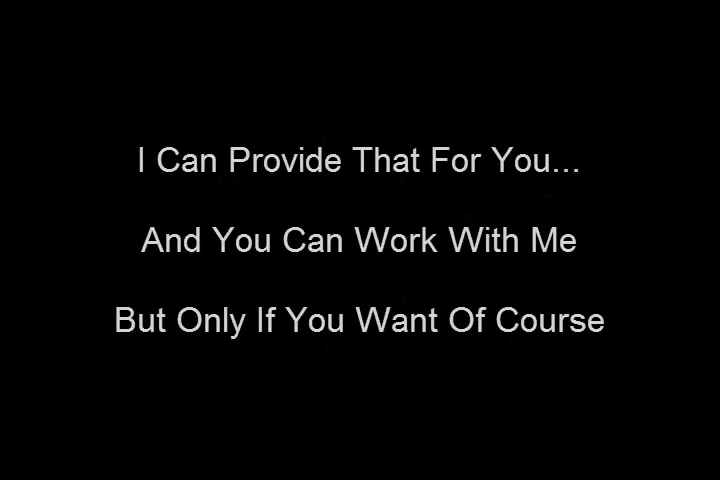 I Can Provide That For You...
And You Can Work With Me
But Only If You Want Of Course